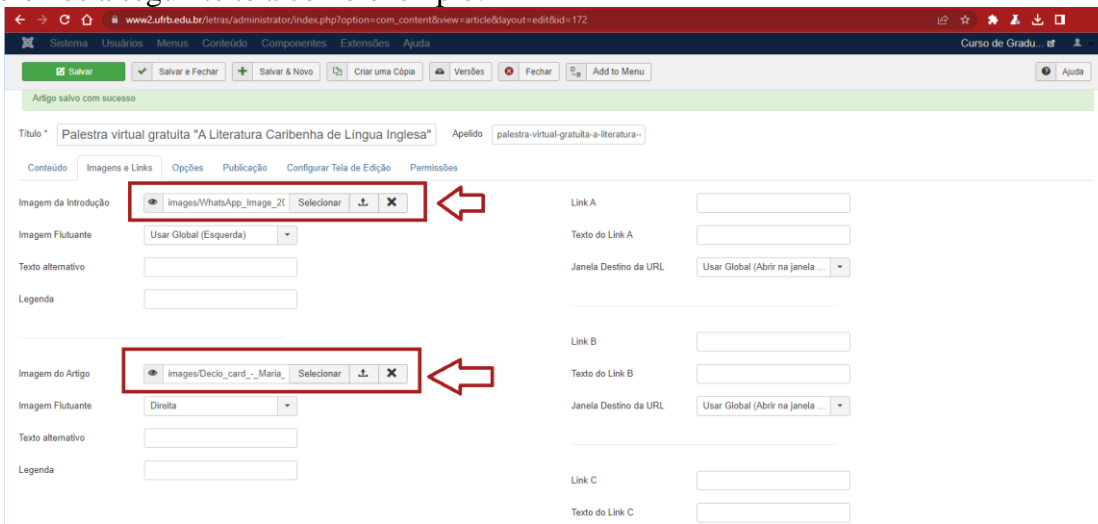 www2.ufrb.edu.br/letras/administrator/index.php?option=com_content&view=article&layout=edit&id=172
Sistema Usuários Menus Conteúdo Componentes Extensões Ajuda Curso de Gradu...
Salvar Salvar e Fechar Salvar & Novo Criar uma Cópia Versões Fechar Add to Menu Ajuda
Artigo salvo com sucesso
Título * Palestra virtual gratuita "A Literatura Caribenha de Língua Inglesa" Apelido palestra-virtual-gratuita-a-literatura-
Conteúdo Imagens e Links Opções Publicação Configurar Tela de Edição Permissões
Imagem da Introdução images/WhatsApp_Image_20 Selecionar Link A
Imagem Flutuante Usar Global (Esquerda) Texto do Link A
Texto alternativo Janela Destino da URL Usar Global (Abrir na janela ...
Legenda
Link B
Imagem do Artigo images/Decio_card_-_Maria_ Selecionar Texto do Link B
Imagem Flutuante Direita Janela Destino da URL Usar Global (Abrir na janela ...
Texto alternativo
Legenda
Link C
Texto do Link C